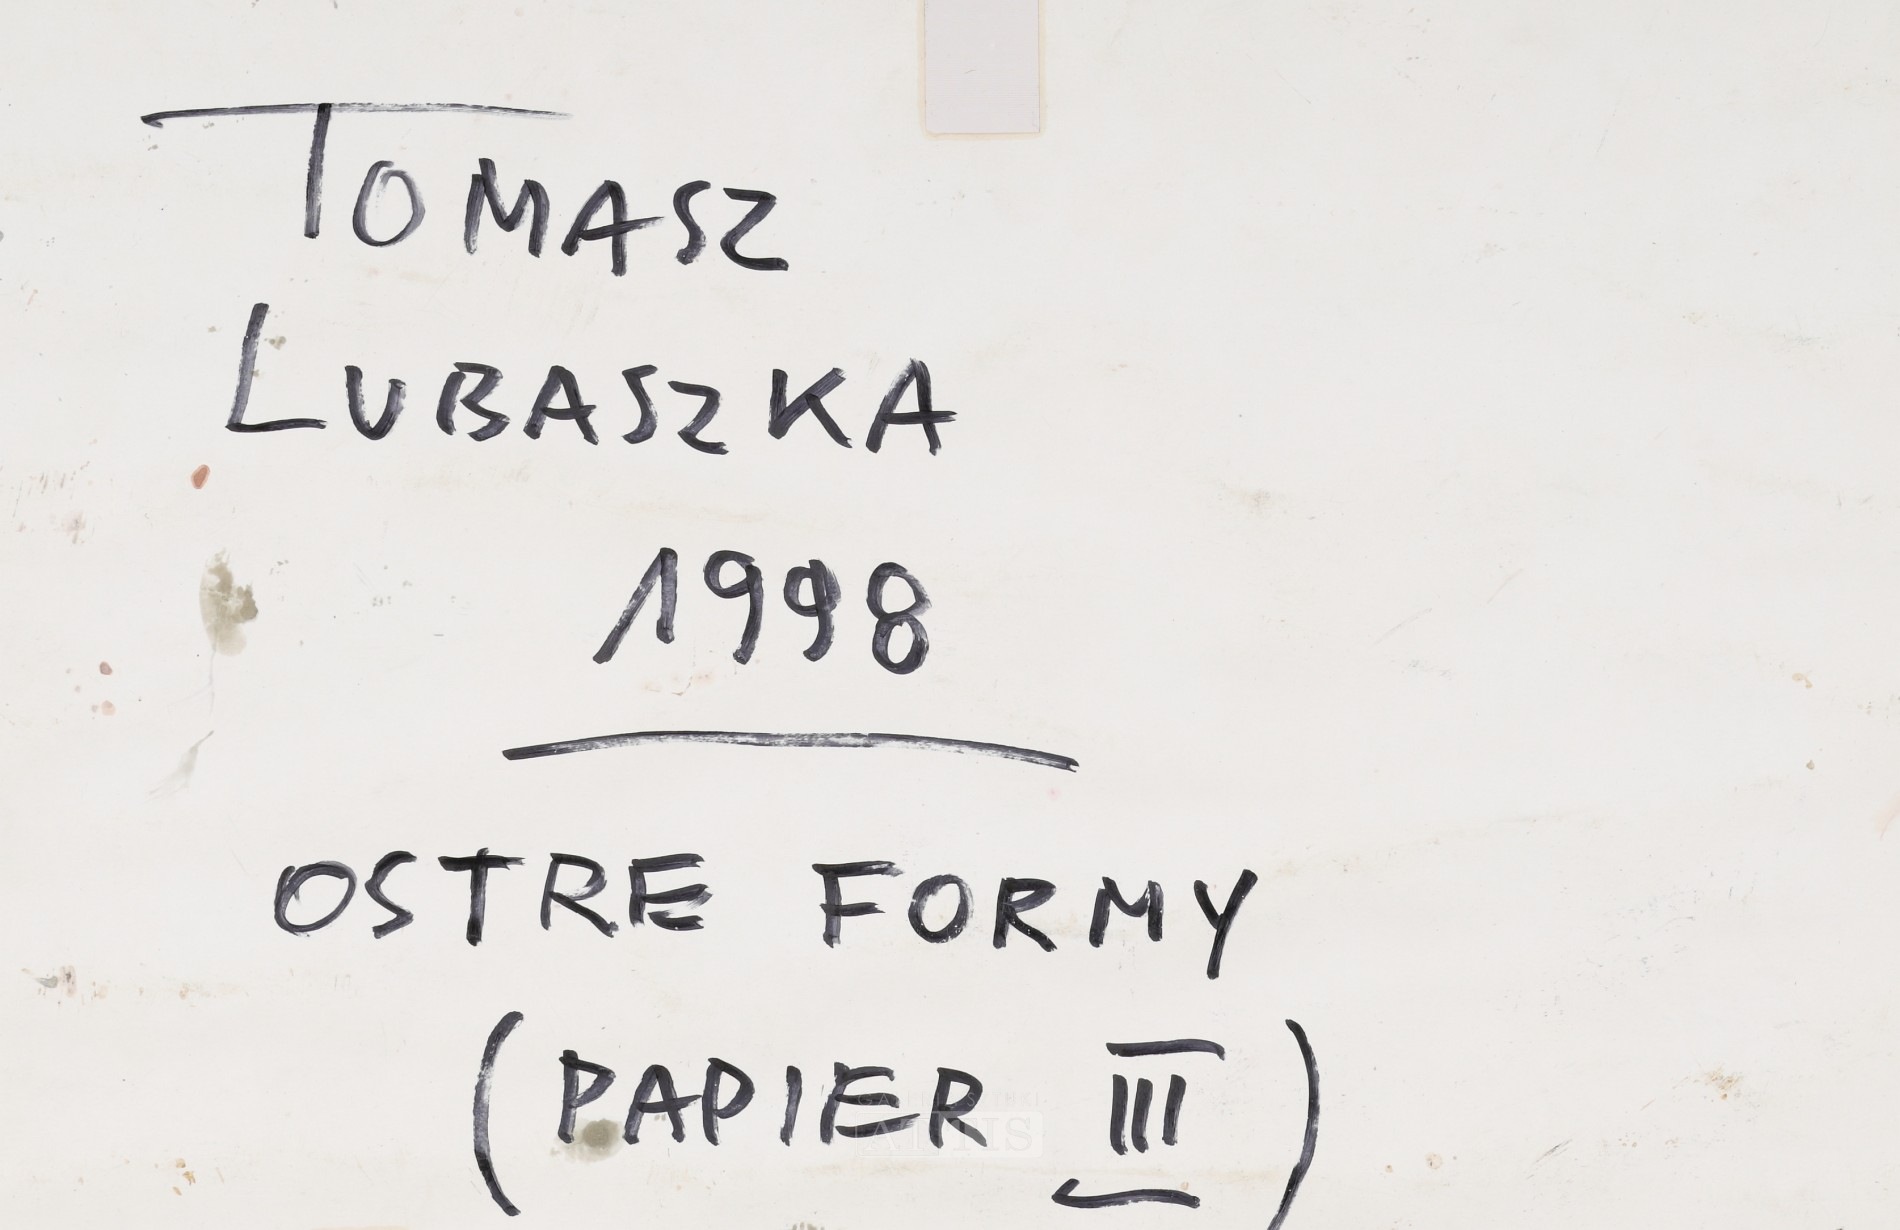 TOMASZ
LUBASZKA
1998
OSTRE FORMY
(PAPIER III)